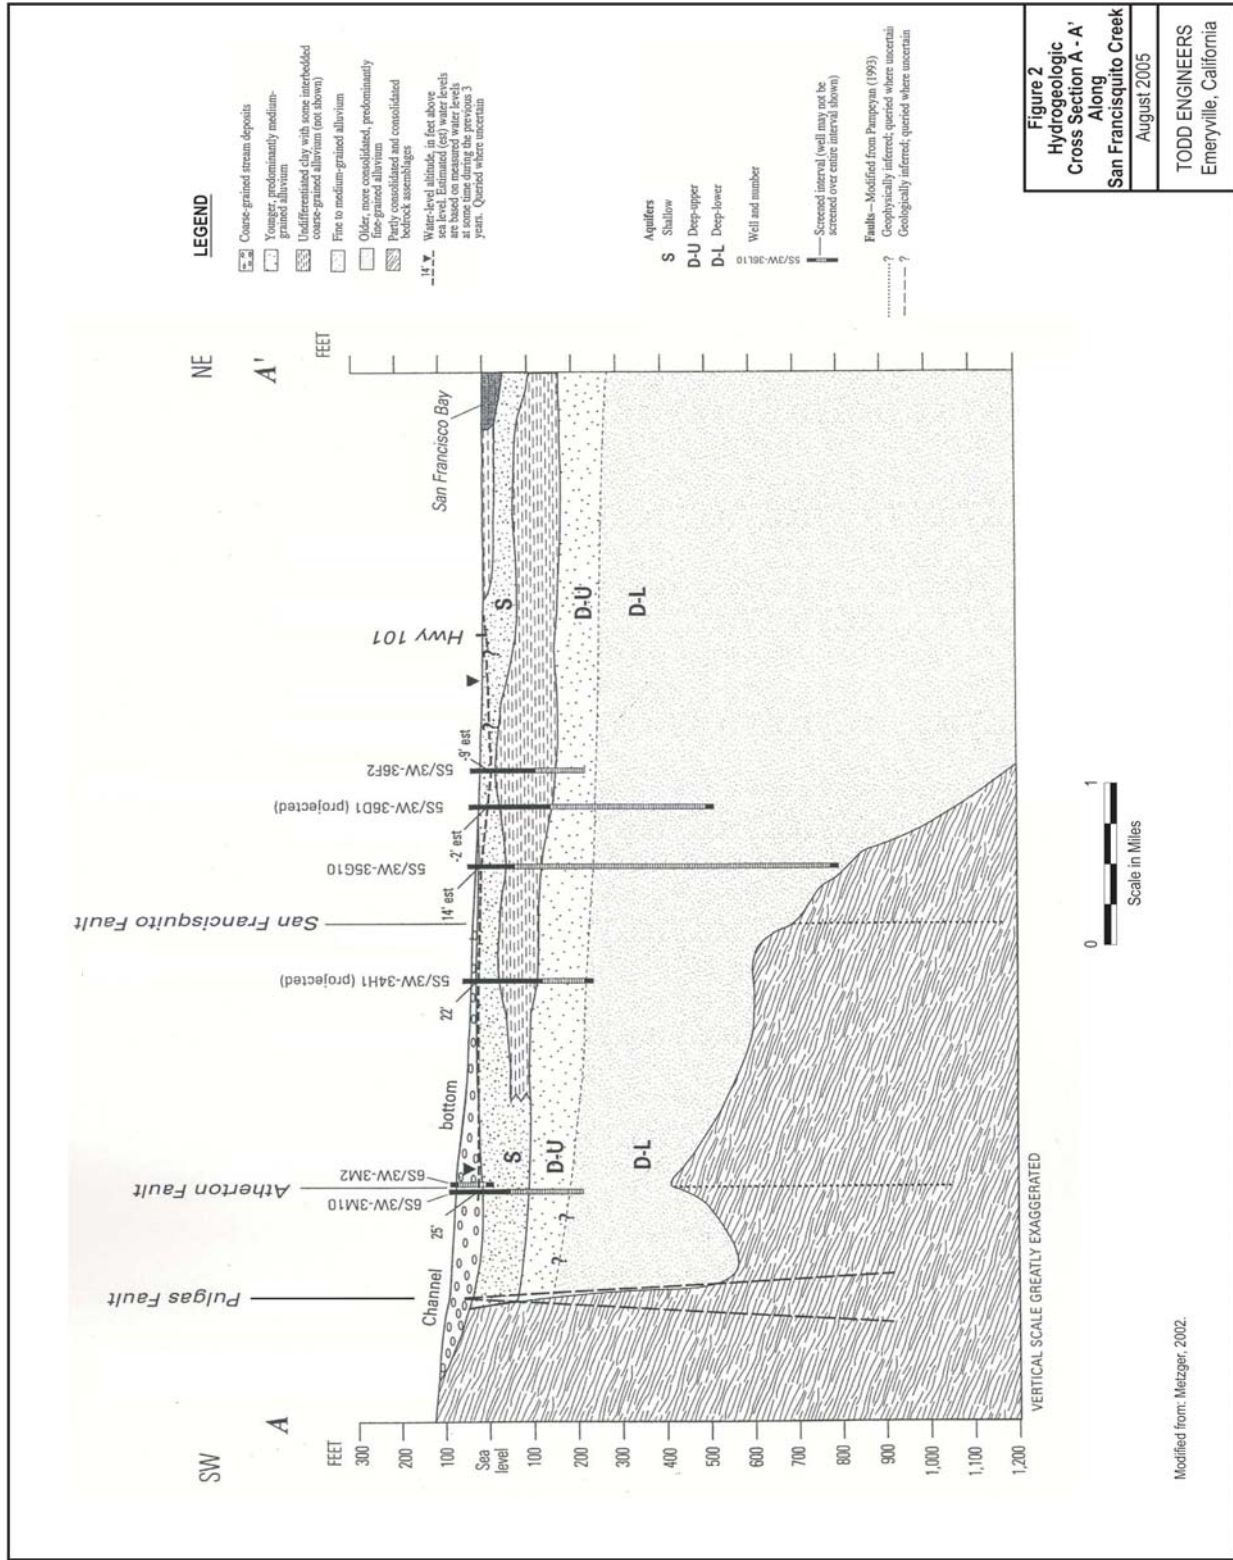 SW
NE
A
A'
FEET
FEET
300
200
100
Sea
level
100
200
300
400
500
600
700
800
900
1,000
1,100
1,200
Pulgas Fault
Atherton Fault
San Francisquito Fault
Hwy 101
San Francisco Bay
Channel
bottom
6S/3W-3M10
6S/3W-3M2
5S/3W-34H1 (projected)
5S/3W-35G10
5S/3W-36D1 (projected)
5S/3W-36F2
25'
22'
14' est
-2' est
-9' est
?
?
?
?
S
D-U
D-L
S
D-U
D-L
VERTICAL SCALE GREATLY EXAGGERATED
0
1
Scale in Miles
Modified from: Metzger, 2002.
LEGEND
Coarse-grained stream deposits
Younger, predominantly medium-
grained alluvium
Undifferentiated clay with some interbedded
coarse-grained alluvium (not shown)
Fine to medium-grained alluvium
Older, more consolidated, predominantly
fine-grained alluvium
Partly consolidated and consolidated
bedrock assemblages
14'
Water-level altitude, in feet above
sea level. Estimated (est) water levels
are based on measured water levels
at some time during the previous 3
years. Queried where uncertain
Aquifers
S Shallow
D-U Deep-upper
D-L Deep-lower
5S/3W-36L10 Well and number
Screened interval (well may not be
screened over entire interval shown)
Faults—Modified from Pampeyan (1993)
? Geophysically inferred; queried where uncertai
? Geologically inferred; queried where uncertain
Figure 2
Hydrogeologic
Cross Section A - A'
Along
San Francisquito Creek
August 2005
TODD ENGINEERS
Emeryville, California